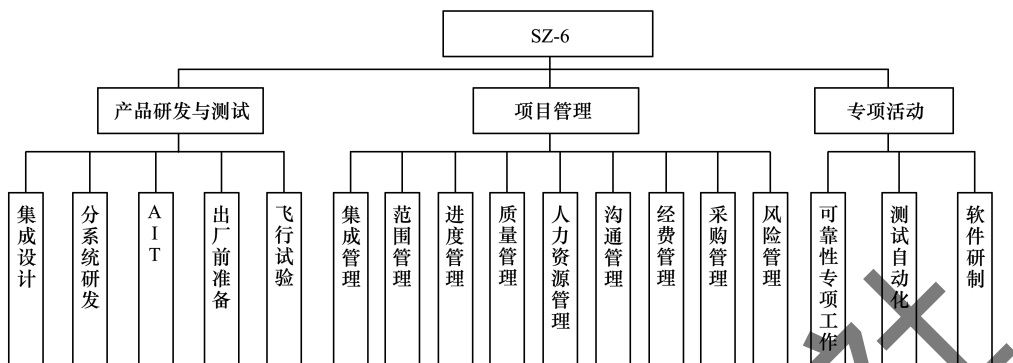 SZ-6
产品研发与测试
项目管理
专项活动
集成设计
分系统研发
AIT
出厂前准备
飞行试验
集成管理
范围管理
进度管理
质量管理
人力资源管理
沟通管理
经费管理
采购管理
风险管理
可靠性专项工作
测试自动化
软件研制